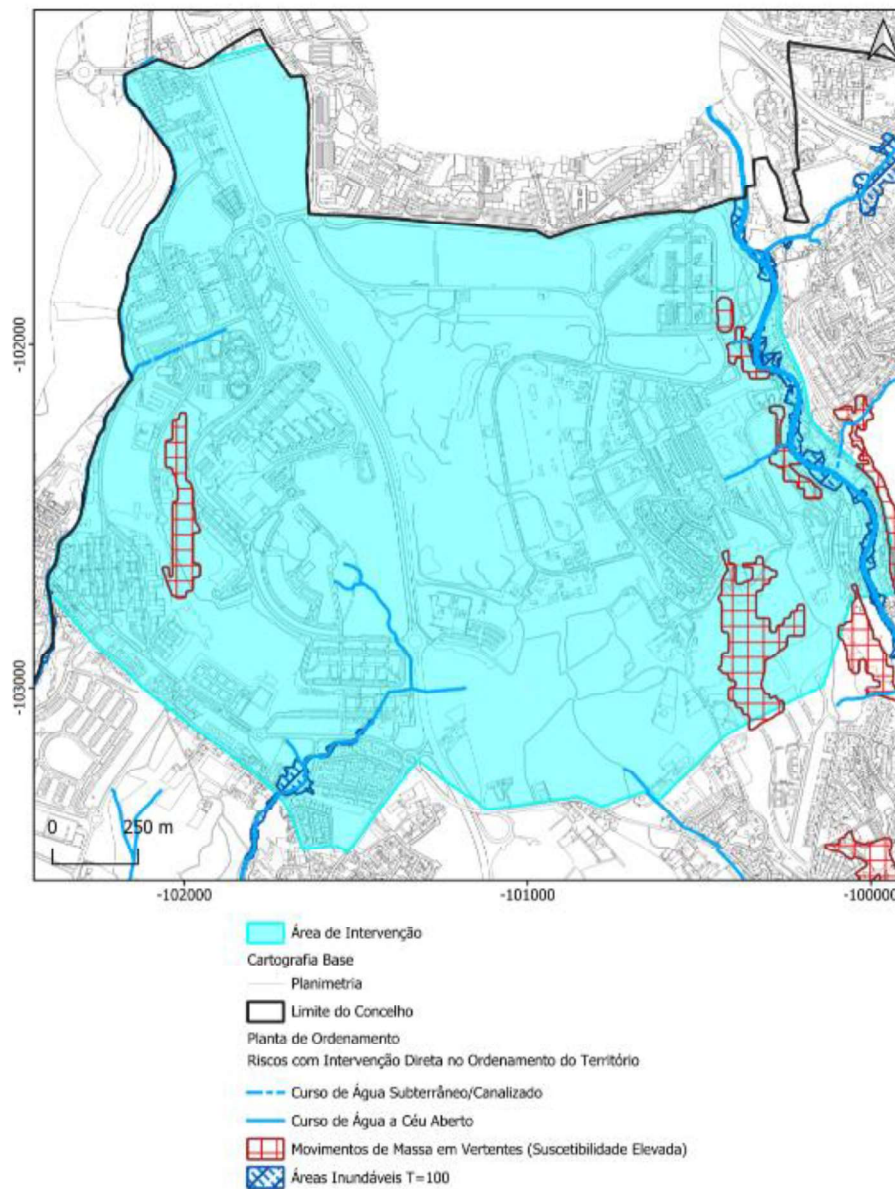 -102000
-103000
0 250 m
-102000 -101000 -100000
Área de Intervenção
Cartografia Base
Planimetria
Limite do Concelho
Planta de Ordenamento
Riscos com Intervenção Direta no Ordenamento do Território
Curso de Água Subterrâneo/Canalizado
Curso de Água a Céu Aberto
Movimentos de Massa em Vertentes (Suscetibilidade Elevada)
Áreas Inundáveis T=100